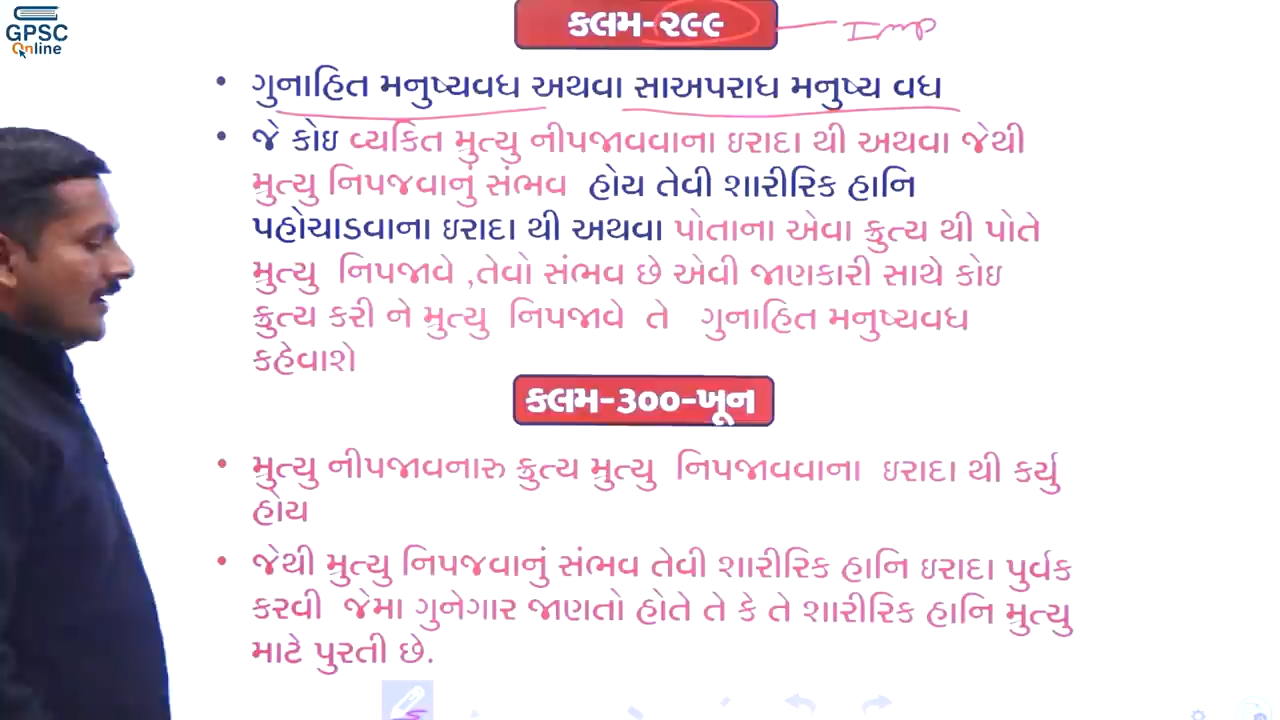 GPSC
Online
કલમ-૨૯૯
Imp
• ગુનાહિત મનુષ્યવધ અથવા સાઅપરાધ મનુષ્ય વધ
• જે કોઇ વ્યકિત મુત્યુ નીપજાવવાના ઇરાદા થી અથવા જેથી
મુત્યુ નિપજવાનું સંભવ હોય તેવી શારીરિક હાનિ
પહોચાડવાના ઇરાદા થી અથવા પોતાના એવા ક્રુત્ય થી પોતે
મુત્યુ નિપજાવે ,તેવો સંભવ છે એવી જાણકારી સાથે કોઇ
ક્રુત્ય કરી ને મુત્યુ નિપજાવે તે ગુનાહિત મનુષ્યવધ
કહેવાશે
કલમ-૩૦૦-ખૂન
• મુત્યુ નીપજાવનારુ ક્રુત્ય મુત્યુ નિપજાવવાના ઇરાદા થી કર્યુ
હોય
• જેથી મુત્યુ નિપજવાનું સંભવ તેવી શારીરિક હાનિ ઇરાદા પુર્વક
કરવી જેમા ગુનેગાર જાણતો હોતે તે કે તે શારીરિક હાનિ મુત્યુ
માટે પુરતી છે.